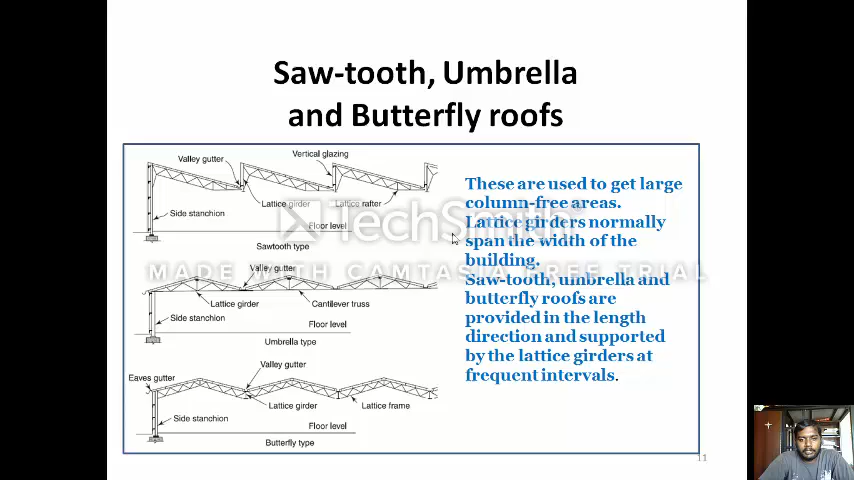 Saw-tooth, Umbrella
and Butterfly roofs
Valley gutter
Vertical glazing
Lattice girder
Lattice rafter
Side stanchion
Floor level
Sawtooth type
Valley gutter
Lattice girder
Cantilever truss
Side stanchion
Floor level
Umbrella type
Valley gutter
Eaves gutter
Lattice girder
Lattice frame
Side stanchion
Floor level
Butterfly type
These are used to get large
column-free areas.
Lattice girders normally
span the width of the
building.
Saw-tooth, umbrella and
butterfly roofs are
provided in the length
direction and supported
by the lattice girders at
frequent intervals.
TechSmith
MADE WITH CAMTASIA FREE TRIAL
11